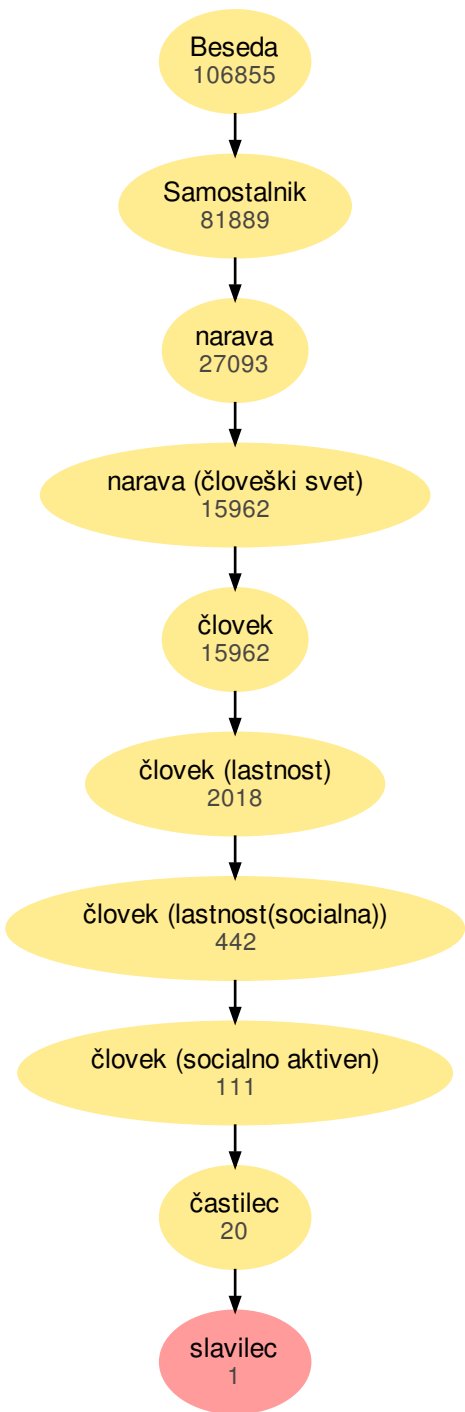 Beseda
106855
Samostalnik
81889
narava
27093
narava (človeški svet)
15962
človek
15962
človek (lastnost)
2018
človek (lastnost(socialna))
442
človek (socialno aktiven)
111
častilec
20
slavilec
1